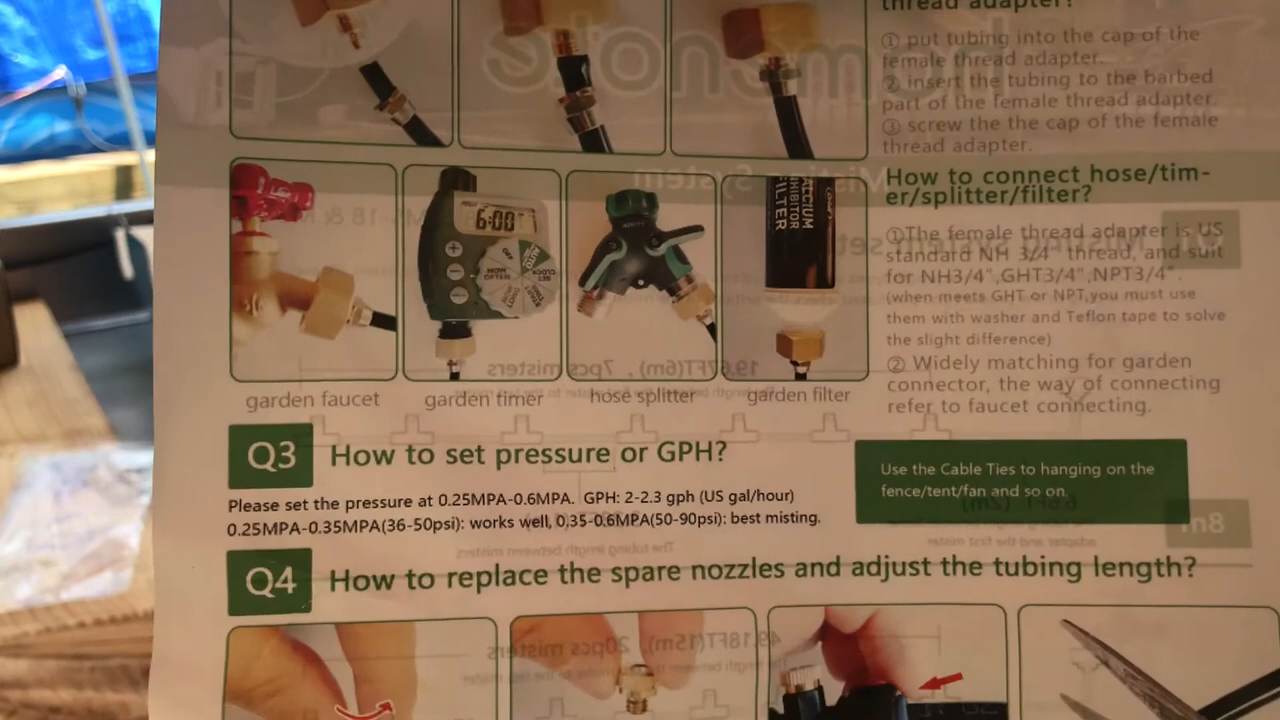 thread adapter?
① put tubing into the cap of the
female thread adapter.
② insert the tubing to the barbed
part of the female thread adapter.
③ screw the the cap of the female
thread adapter.
How to connect hose/tim-
er/splitter/filter?
①The female thread adapter is US
standard NH 3/4" thread, and suit
for NH3/4",GHT3/4",NPT3/4".
(when meets GHT or NPT,you must use
them with washer and Teflon tape to solve
the slight difference)
② Widely matching for garden
connector, the way of connecting
refer to faucet connecting.
6:00
AUTO
OFF
FILTER
garden faucet
garden timer
hose splitter
garden filter
Q3 How to set pressure or GPH?
Please set the pressure at 0.25MPA-0.6MPA. GPH: 2-2.3 gph (US gal/hour)
0.25MPA-0.35MPA(36-50psi): works well, 0,35-0.6MPA(50-90psi): best misting.
Use the Cable Ties to hanging on the
fence/tent/fan and so on.
Q4 How to replace the spare nozzles and adjust the tubing length?